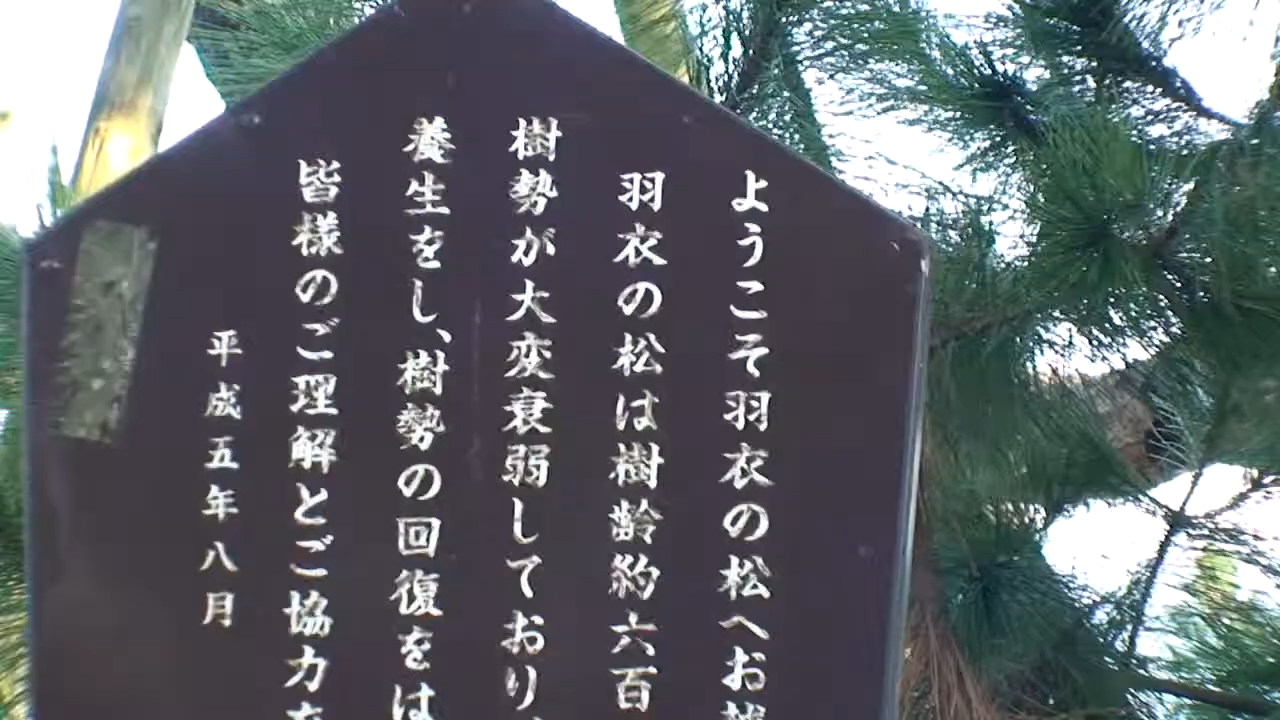 ようこそ羽衣の松へお越
羽衣の松は樹齢約六百
樹勢が大変衰弱しており、
養生をし、樹勢の回復をは
皆様のご理解とご協力を
平成五年八月